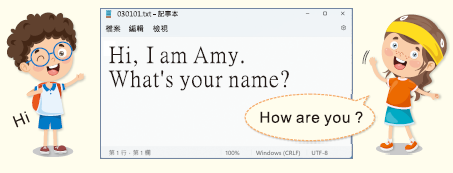 030101.txt – 記事本
檔案 編輯 檢視
Hi, I am Amy.
What's your name?
Hi
How are you ?
第 1 行，第 1 欄 100% Windows (CRLF) UTF-8